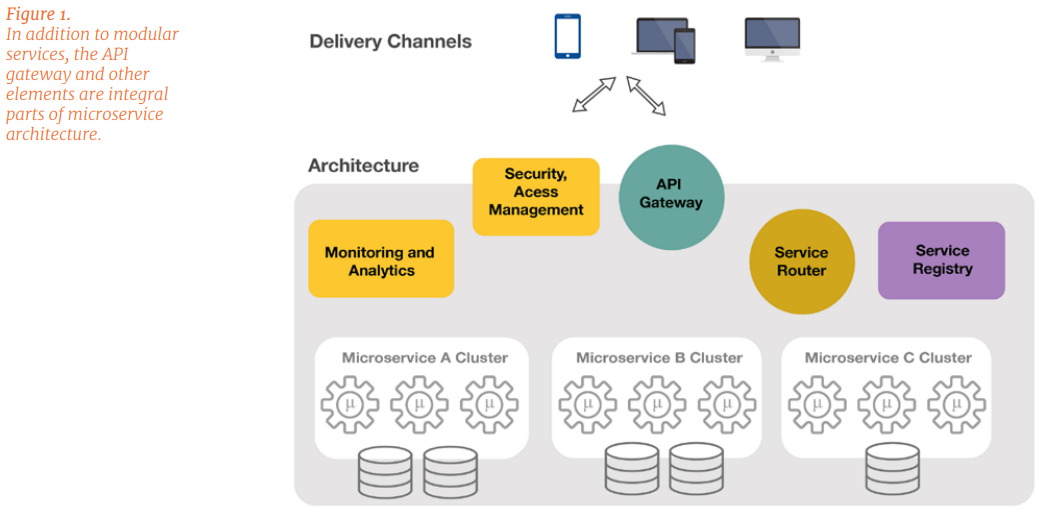 Figure 1.
In addition to modular
services, the API
gateway and other
elements are integral
parts of microservice
architecture.
Delivery Channels
Architecture
Security,
Acess
Management
API
Gateway
Monitoring and
Analytics
Service
Router
Service
Registry
Microservice A Cluster
μ μ μ
Microservice B Cluster
μ μ μ
Microservice C Cluster
μ μ μ